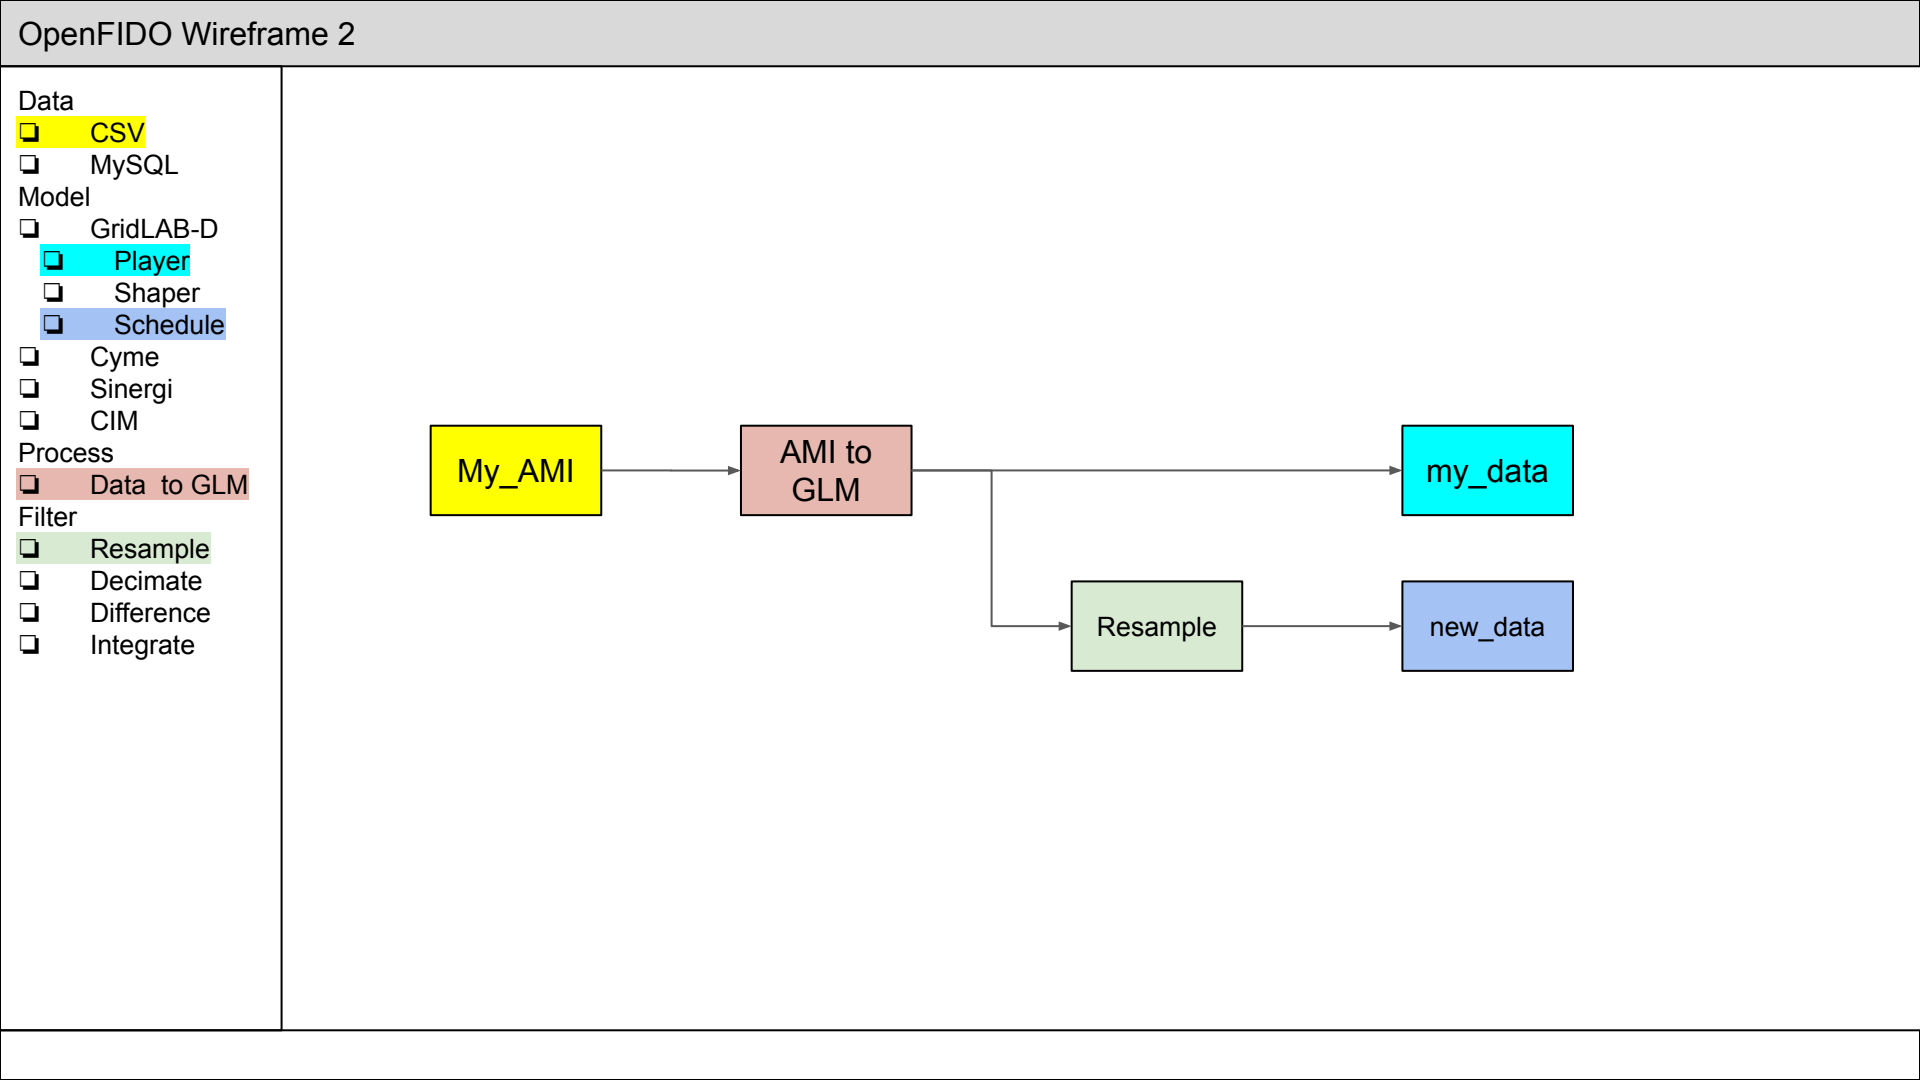 OpenFIDO Wireframe 2
Data
❏ CSV
❏ MySQL
Model
❏ GridLAB-D
❏ Player
❏ Shaper
❏ Schedule
❏ Cyme
❏ Sinergi
❏ CIM
Process
❏ Data to GLM
Filter
❏ Resample
❏ Decimate
❏ Difference
❏ Integrate
My_AMI
AMI to
GLM
my_data
Resample
new_data